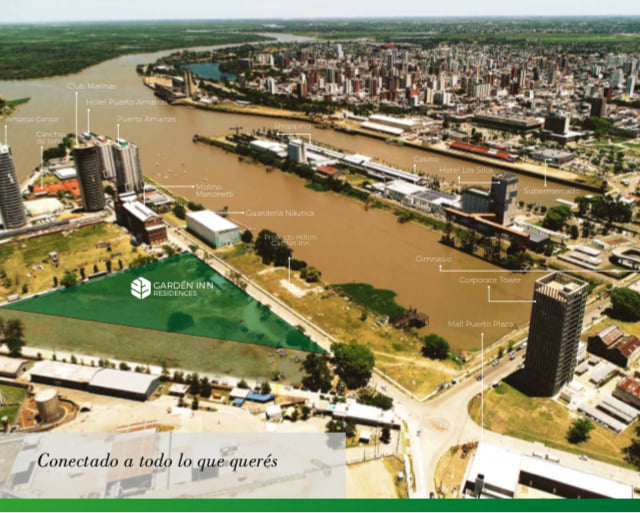 Club Marinas
Hotel Puerto Amarras
Amarras Center
Puerto Amarras
Canchas
de tenis
Shopping
Casino
Hotel Los Silos
Supermercado
Molino
Marconetti
Guardería Náutica
Proyecto Hilton
Garden Inn
Gimnasio
Corporate Tower
GARDEN INN
RESIDENCES
Mall Puerto Plaza
Conectado a todo lo que querés